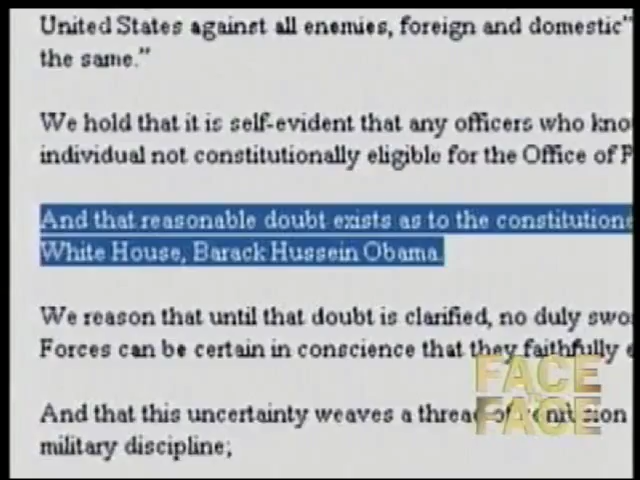 United States against all enemies, foreign and domestic"
the same."
We hold that it is self-evident that any officers who kno
individual not constitutionally eligible for the Office of P
And that reasonable doubt exists as to the constitutiona
White House, Barack Hussein Obama.
We reason that until that doubt is clarified, no duly swo
Forces can be certain in conscience that they faithfully e
And that this uncertainty weaves a thread of
military discipline;
FACE
TO
FACE